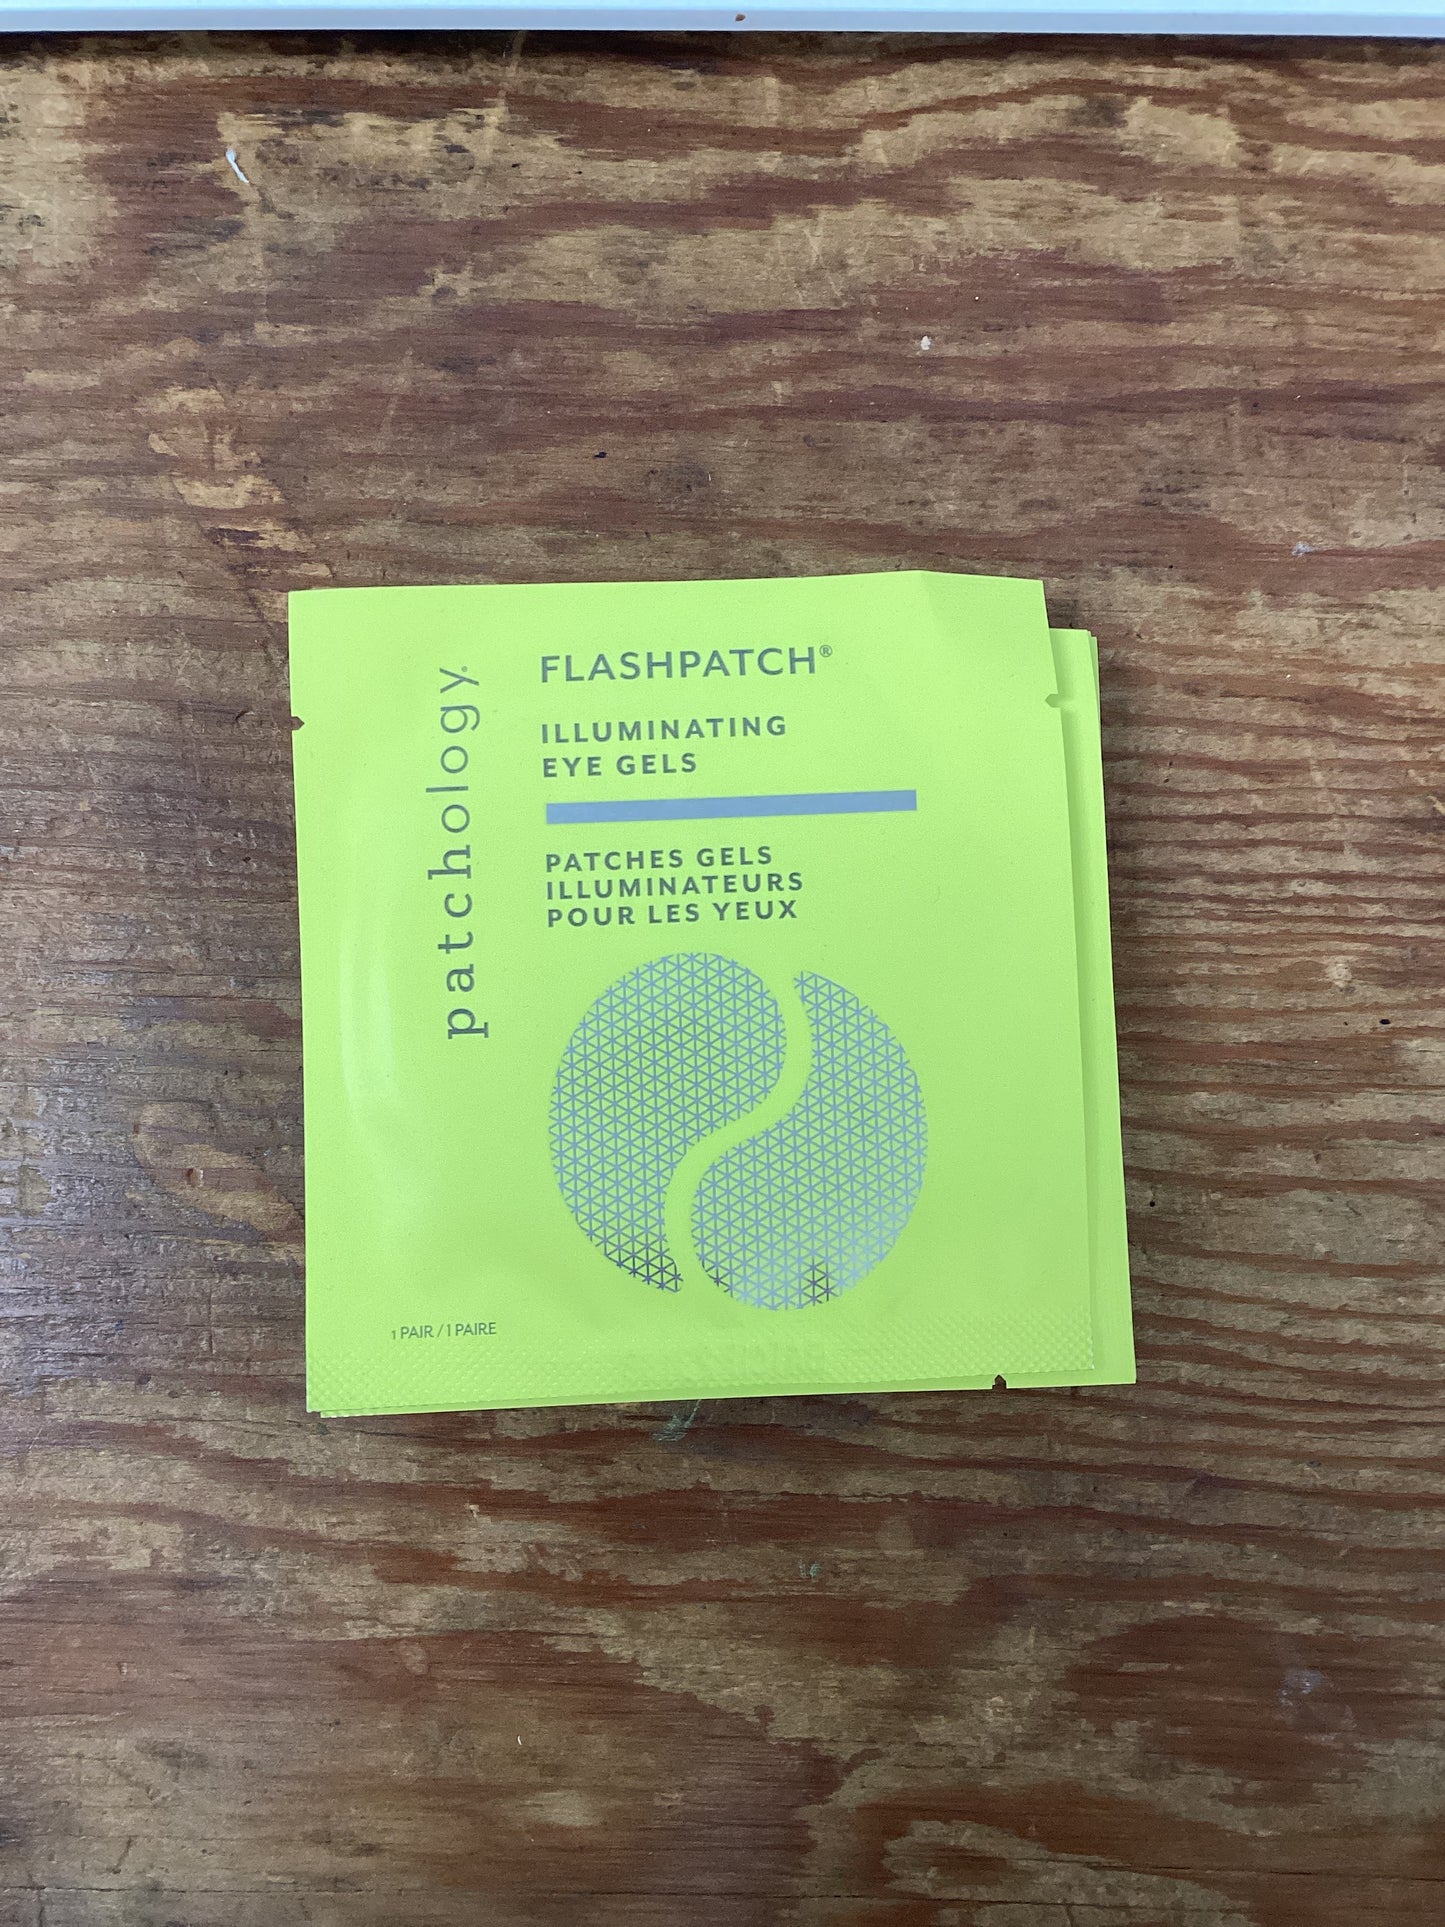 patchology.
FLASHPATCH®
ILLUMINATING
EYE GELS
PATCHES GELS
ILLUMINATEURS
POUR LES YEUX
1 PAIR / 1 PAIRE